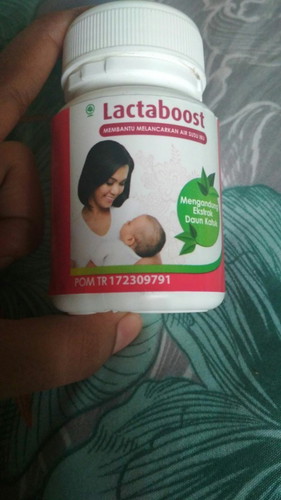 Lactaboost
MEMBANTU MELANCARKAN AIR SUSU IBU
Mengandung
Ekstrak
Daun Katuk
POM TR 172309791